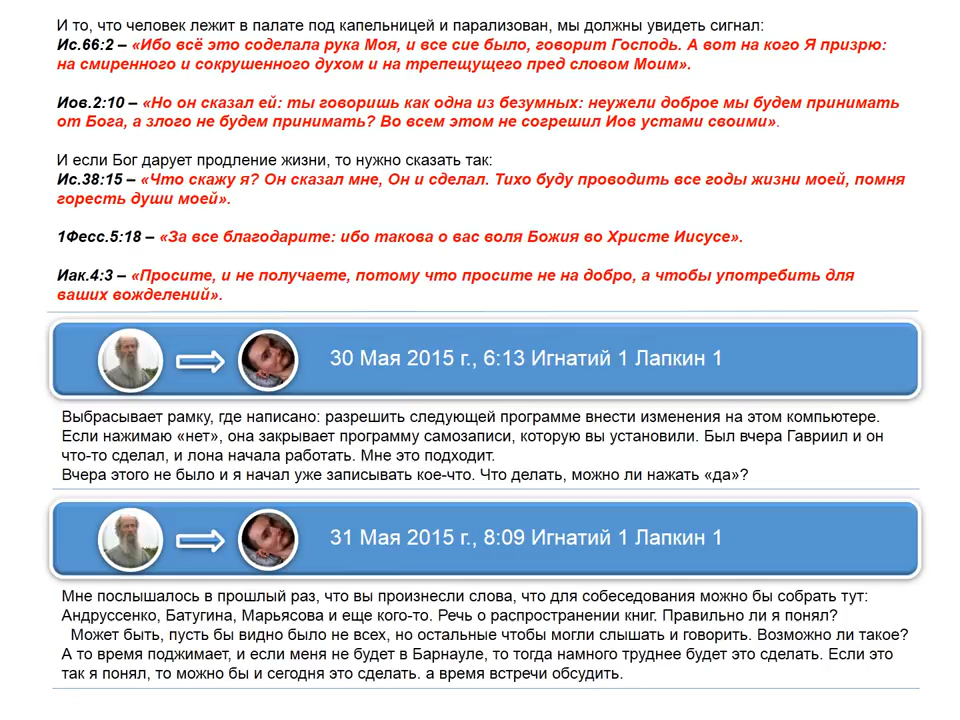 И то, что человек лежит в палате под капельницей и парализован, мы должны увидеть сигнал:
Ис.66:2 – «Ибо всё это соделала рука Моя, и все сие было, говорит Господь. А вот на кого Я призрю:
на смиренного и сокрушенного духом и на трепещущего пред словом Моим».
Иов.2:10 – «Но он сказал ей: ты говоришь как одна из безумных: неужели доброе мы будем принимать
от Бога, а злого не будем принимать? Во всем этом не согрешил Иов устами своими».
И если Бог дарует продление жизни, то нужно сказать так:
Ис.38:15 – «Что скажу я? Он сказал мне, Он и сделал. Тихо буду проводить все годы жизни моей, помня
горесть души моей».
1Фесс.5:18 – «За все благодарите: ибо такова о вас воля Божия во Христе Иисусе».
Иак.4:3 – «Просите, и не получаете, потому что просите не на добро, а чтобы употребить для
ваших вожделений».
30 Мая 2015 г., 6:13 Игнатий 1 Лапкин 1
Выбрасывает рамку, где написано: разрешить следующей программе внести изменения на этом компьютере.
Если нажимаю «нет», она закрывает программу самозаписи, которую вы установили. Был вчера Гавриил и он
что-то сделал, и лона начала работать. Мне это подходит.
Вчера этого не было и я начал уже записывать кое-что. Что делать, можно ли нажать «да»?
31 Мая 2015 г., 8:09 Игнатий 1 Лапкин 1
Мне послышалось в прошлый раз, что вы произнесли слова, что для собеседования можно бы собрать тут:
Андруссенко, Батугина, Марьясова и еще кого-то. Речь о распространении книг. Правильно ли я понял?
Может быть, пусть бы видно было не всех, но остальные чтобы могли слышать и говорить. Возможно ли такое?
А то время поджимает, и если меня не будет в Барнауле, то тогда намного труднее будет это сделать. Если это
так я понял, то можно бы и сегодня это сделать. а время встречи обсудить.